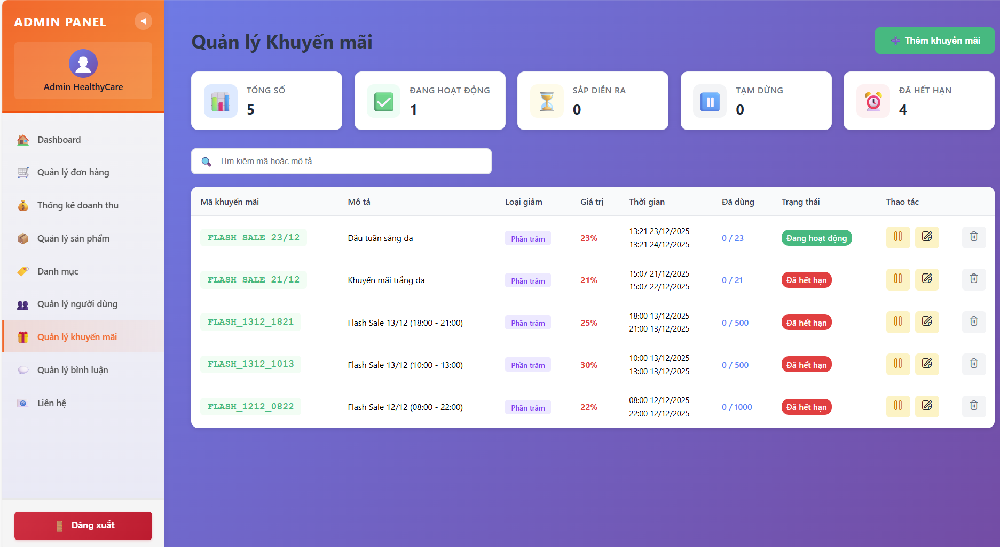 ADMIN PANEL
Admin HealthyCare
Dashboard
Quản lý đơn hàng
Thống kê doanh thu
Quản lý sản phẩm
Danh mục
Quản lý người dùng
Quản lý khuyến mãi
Quản lý bình luận
Liên hệ
Đăng xuất
Quản lý Khuyến mãi
Thêm khuyến mãi
TỔNG SỐ
5
ĐANG HOẠT ĐỘNG
1
SẮP DIỄN RA
0
TẠM DỪNG
0
ĐÃ HẾT HẠN
4
Tìm kiếm mã hoặc mô tả...
Mã khuyến mãi Mô tả Loại giảm Giá trị Thời gian Đã dùng Trạng thái Thao tác
FLASH SALE 23/12 Đầu tuần sáng da Phần trăm 23% 13:21 23/12/2025 0 / 23 Đang hoạt động
13:21 24/12/2025
FLASH SALE 21/12 Khuyến mãi trắng da Phần trăm 21% 15:07 21/12/2025 0 / 21 Đã hết hạn
15:07 22/12/2025
FLASH_1312_1821 Flash Sale 13/12 (18:00 - 21:00) Phần trăm 25% 18:00 13/12/2025 0 / 500 Đã hết hạn
21:00 13/12/2025
FLASH_1312_1013 Flash Sale 13/12 (10:00 - 13:00) Phần trăm 30% 10:00 13/12/2025 0 / 500 Đã hết hạn
13:00 13/12/2025
FLASH_1212_0822 Flash Sale 12/12 (08:00 - 22:00) Phần trăm 22% 08:00 12/12/2025 0 / 1000 Đã hết hạn
22:00 12/12/2025